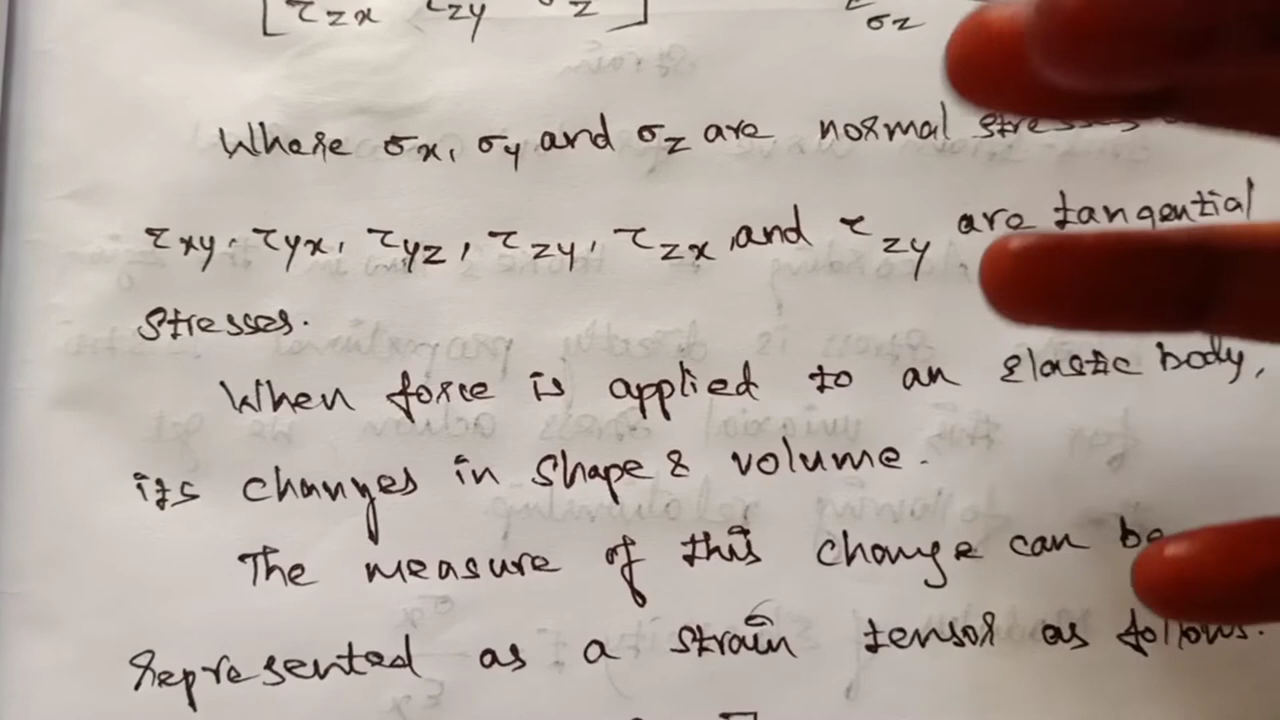 τzx τzy σz σz
Where σx, σy and σz are normal stresses
τxy, τyx, τyz, τzy, τzx and τzy are tangential
stresses.
When force is applied to an elastic body,
its changes in shape & volume.
The measure of this change can be
represented as a strain tensor as follows.